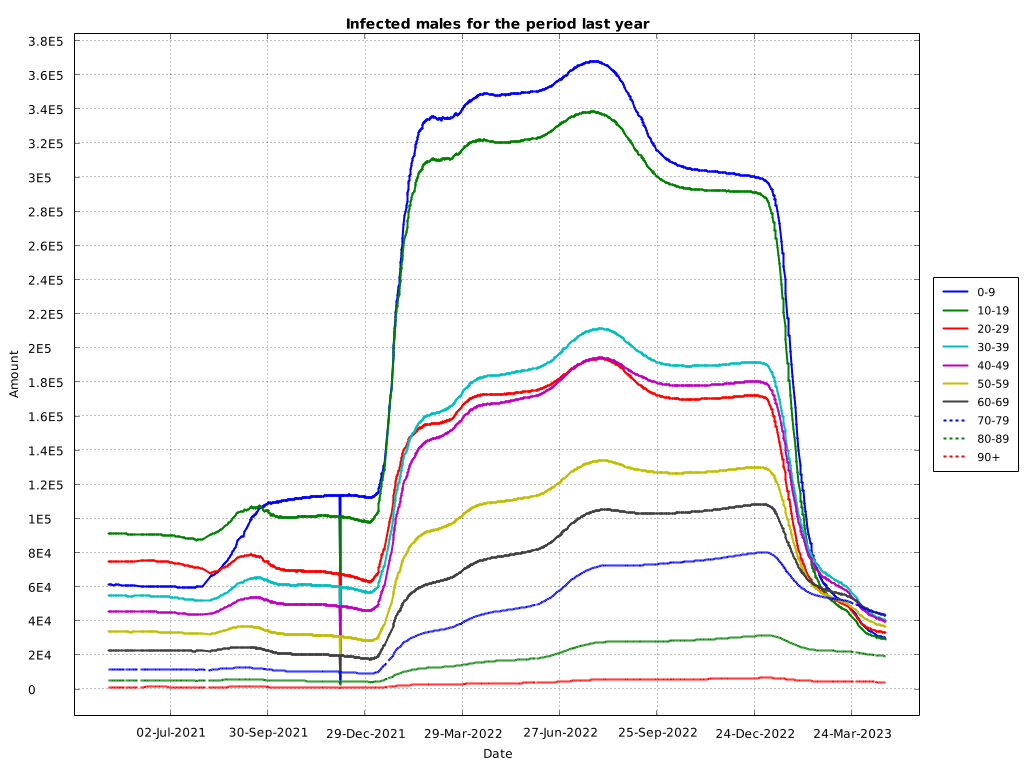 Infected males for the period last year
3.8E5
3.6E5
3.4E5
3.2E5
3E5
2.8E5
2.6E5
2.4E5
2.2E5
2E5
1.8E5
1.6E5
1.4E5
1.2E5
1E5
8E4
6E4
4E4
2E4
0
Amount
02-Jul-2021 30-Sep-2021 29-Dec-2021 29-Mar-2022 27-Jun-2022 25-Sep-2022 24-Dec-2022 24-Mar-2023
Date
0-9
10-19
20-29
30-39
40-49
50-59
60-69
70-79
80-89
90+